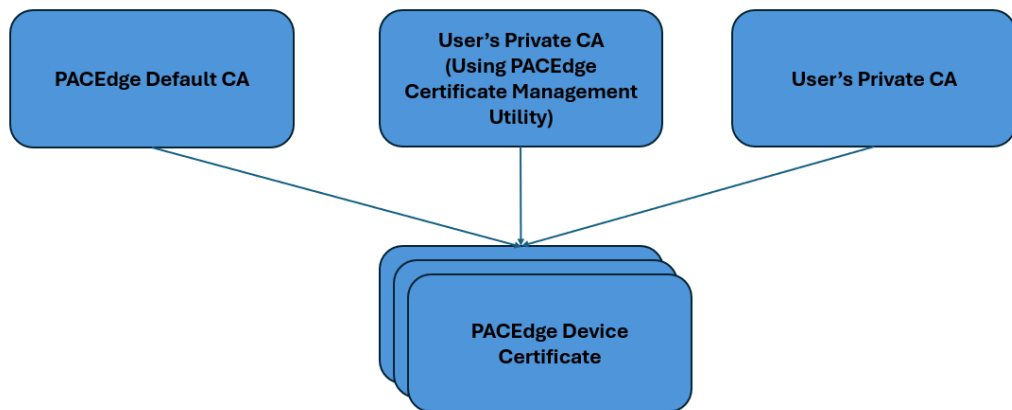 PACEdge Default CA
User's Private CA
(Using PACEdge
Certificate Management
Utility)
User's Private CA
PACEdge Device
Certificate